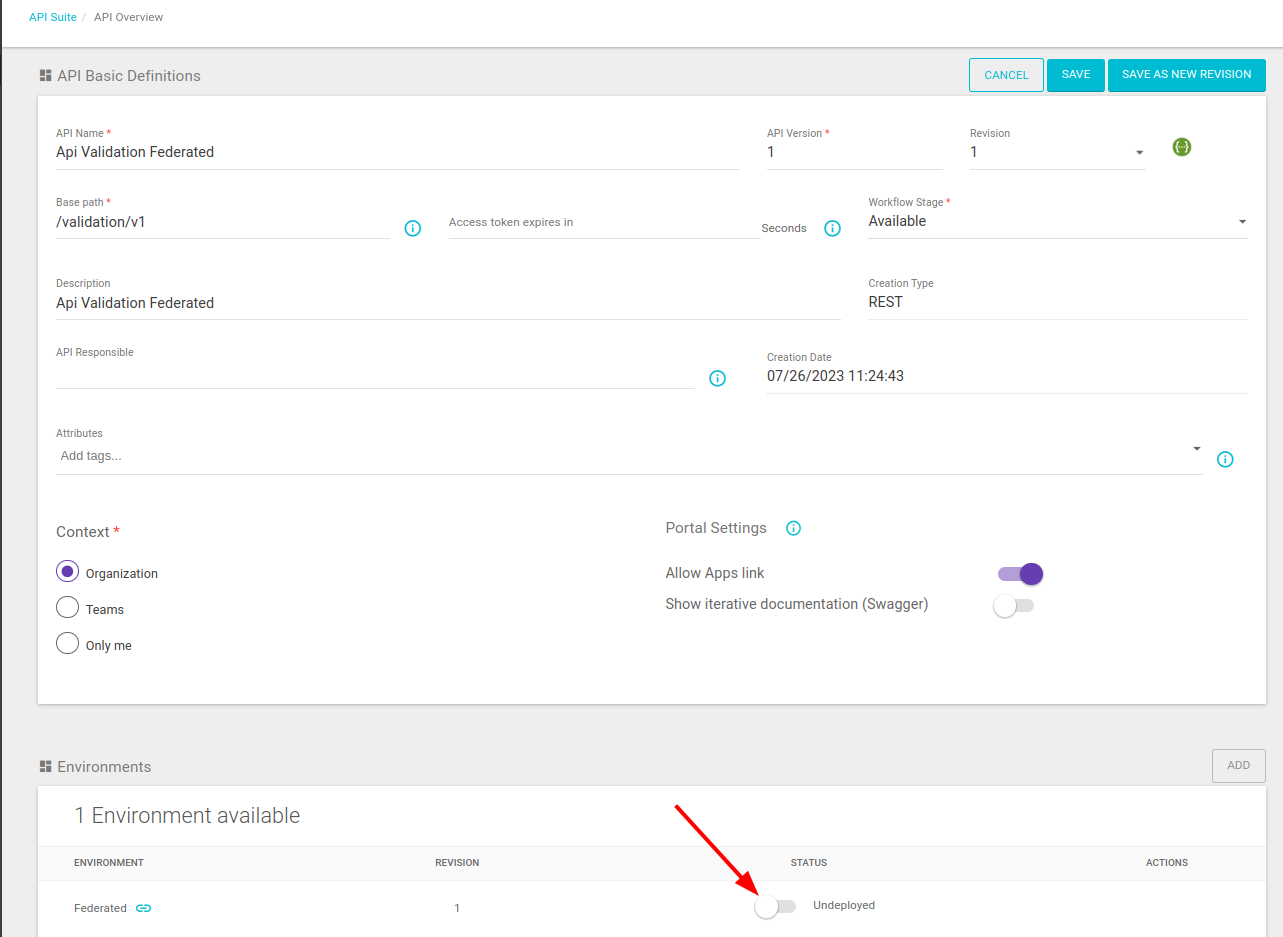 API Suite / API Overview
API Basic Definitions
CANCEL SAVE SAVE AS NEW REVISION
API Name * API Version * Revision
Api Validation Federated 1 1
Base path * Workflow Stage *
/validation/v1 Access token expires in Seconds Available
Description Creation Type
Api Validation Federated REST
API Responsible Creation Date
07/26/2023 11:24:43
Attributes
Add tags...
Context * Portal Settings
Organization Allow Apps link
Teams Show iterative documentation (Swagger)
Only me
Environments ADD
1 Environment available
ENVIRONMENT REVISION STATUS ACTIONS
Federated 1 Undeployed